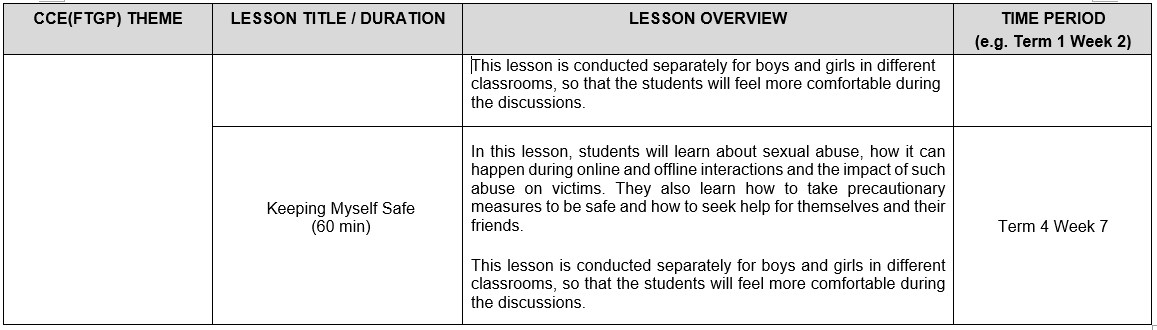 CCE(FTGP) THEME
LESSON TITLE / DURATION
LESSON OVERVIEW
TIME PERIOD
(e.g. Term 1 Week 2)
This lesson is conducted separately for boys and girls in different
classrooms, so that the students will feel more comfortable during
the discussions.
Keeping Myself Safe
(60 min)
In this lesson, students will learn about sexual abuse, how it can
happen during online and offline interactions and the impact of such
abuse on victims. They also learn how to take precautionary
measures to be safe and how to seek help for themselves and their
friends.
This lesson is conducted separately for boys and girls in different
classrooms, so that the students will feel more comfortable during
the discussions.
Term 4 Week 7